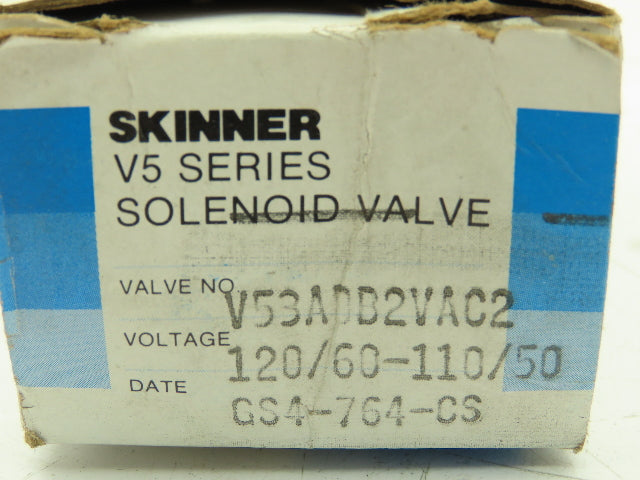 SKINNER
V5 SERIES
SOLENOID VALVE
VALVE NO. V53ADB2VAC2
VOLTAGE 120/60-110/50
DATE GS4-764-CS